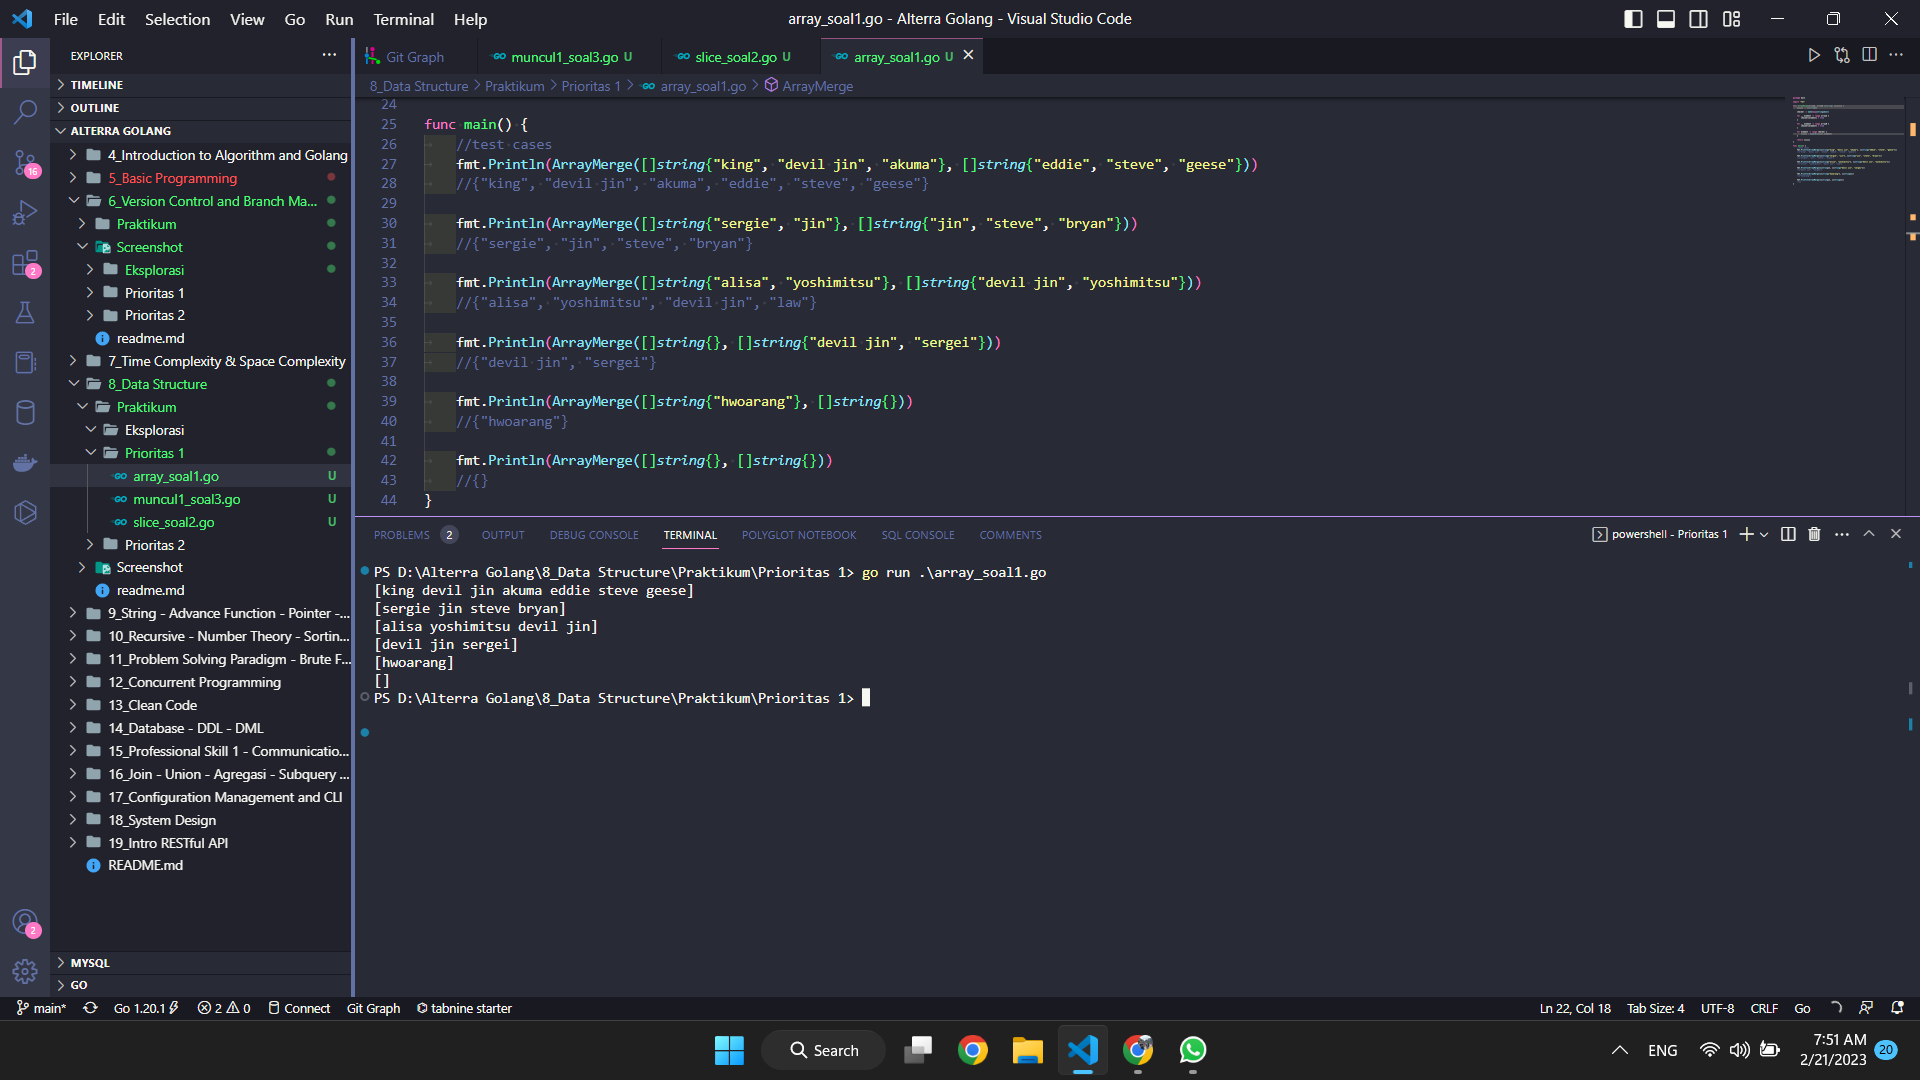 File Edit Selection View Go Run Terminal Help
array_soal1.go - Alterra Golang - Visual Studio Code
EXPLORER
TIMELINE
OUTLINE
ALTERRA GOLANG
4_Introduction to Algorithm and Golang
5_Basic Programming
6_Version Control and Branch Ma...
Praktikum
Screenshot
Eksplorasi
Prioritas 1
Prioritas 2
readme.md
7_Time Complexity & Space Complexity
8_Data Structure
Praktikum
Eksplorasi
Prioritas 1
array_soal1.go U
muncul1_soal3.go U
slice_soal2.go U
Prioritas 2
Screenshot
readme.md
9_String - Advance Function - Pointer -...
10_Recursive - Number Theory - Sortin...
11_Problem Solving Paradigm - Brute F...
12_Concurrent Programming
13_Clean Code
14_Database - DDL - DML
15_Professional Skill 1 - Communicatio...
16_Join - Union - Agregasi - Subquery ...
17_Configuration Management and CLI
18_System Design
19_Intro RESTful API
README.md
MYSQL
GO
16
2
2
Git Graph
muncul1_soal3.go U
slice_soal2.go U
array_soal1.go U
8_Data Structure > Praktikum > Prioritas 1 > array_soal1.go > ArrayMerge
24
25 func main() {
26 //test cases
27 fmt.Println(ArrayMerge([]string{"king", "devil jin", "akuma"}, []string{"eddie", "steve", "geese"}))
28 //{"king", "devil jin", "akuma", "eddie", "steve", "geese"}
29
30 fmt.Println(ArrayMerge([]string{"sergie", "jin"}, []string{"jin", "steve", "bryan"}))
31 //{"sergie", "jin", "steve", "bryan"}
32
33 fmt.Println(ArrayMerge([]string{"alisa", "yoshimitsu"}, []string{"devil jin", "yoshimitsu"}))
34 //{"alisa", "yoshimitsu", "devil jin", "law"}
35
36 fmt.Println(ArrayMerge([]string{}, []string{"devil jin", "sergei"}))
37 //{"devil jin", "sergei"}
38
39 fmt.Println(ArrayMerge([]string{"hwoarang"}, []string{}))
40 //{"hwoarang"}
41
42 fmt.Println(ArrayMerge([]string{}, []string{}))
43 //{}
44 }
PROBLEMS 2 OUTPUT DEBUG CONSOLE TERMINAL POLYGLOT NOTEBOOK SQL CONSOLE COMMENTS
powershell - Prioritas 1
PS D:\Alterra Golang\8_Data Structure\Praktikum\Prioritas 1> go run .\array_soal1.go
[king devil jin akuma eddie steve geese]
[sergie jin steve bryan]
[alisa yoshimitsu devil jin]
[devil jin sergei]
[hwoarang]
[]
PS D:\Alterra Golang\8_Data Structure\Praktikum\Prioritas 1>
main* Go 1.20.1 2 0 Connect Git Graph tabnine starter
Ln 22, Col 18 Tab Size: 4 UTF-8 CRLF Go
Search
ENG
7:51 AM
2/21/2023
20